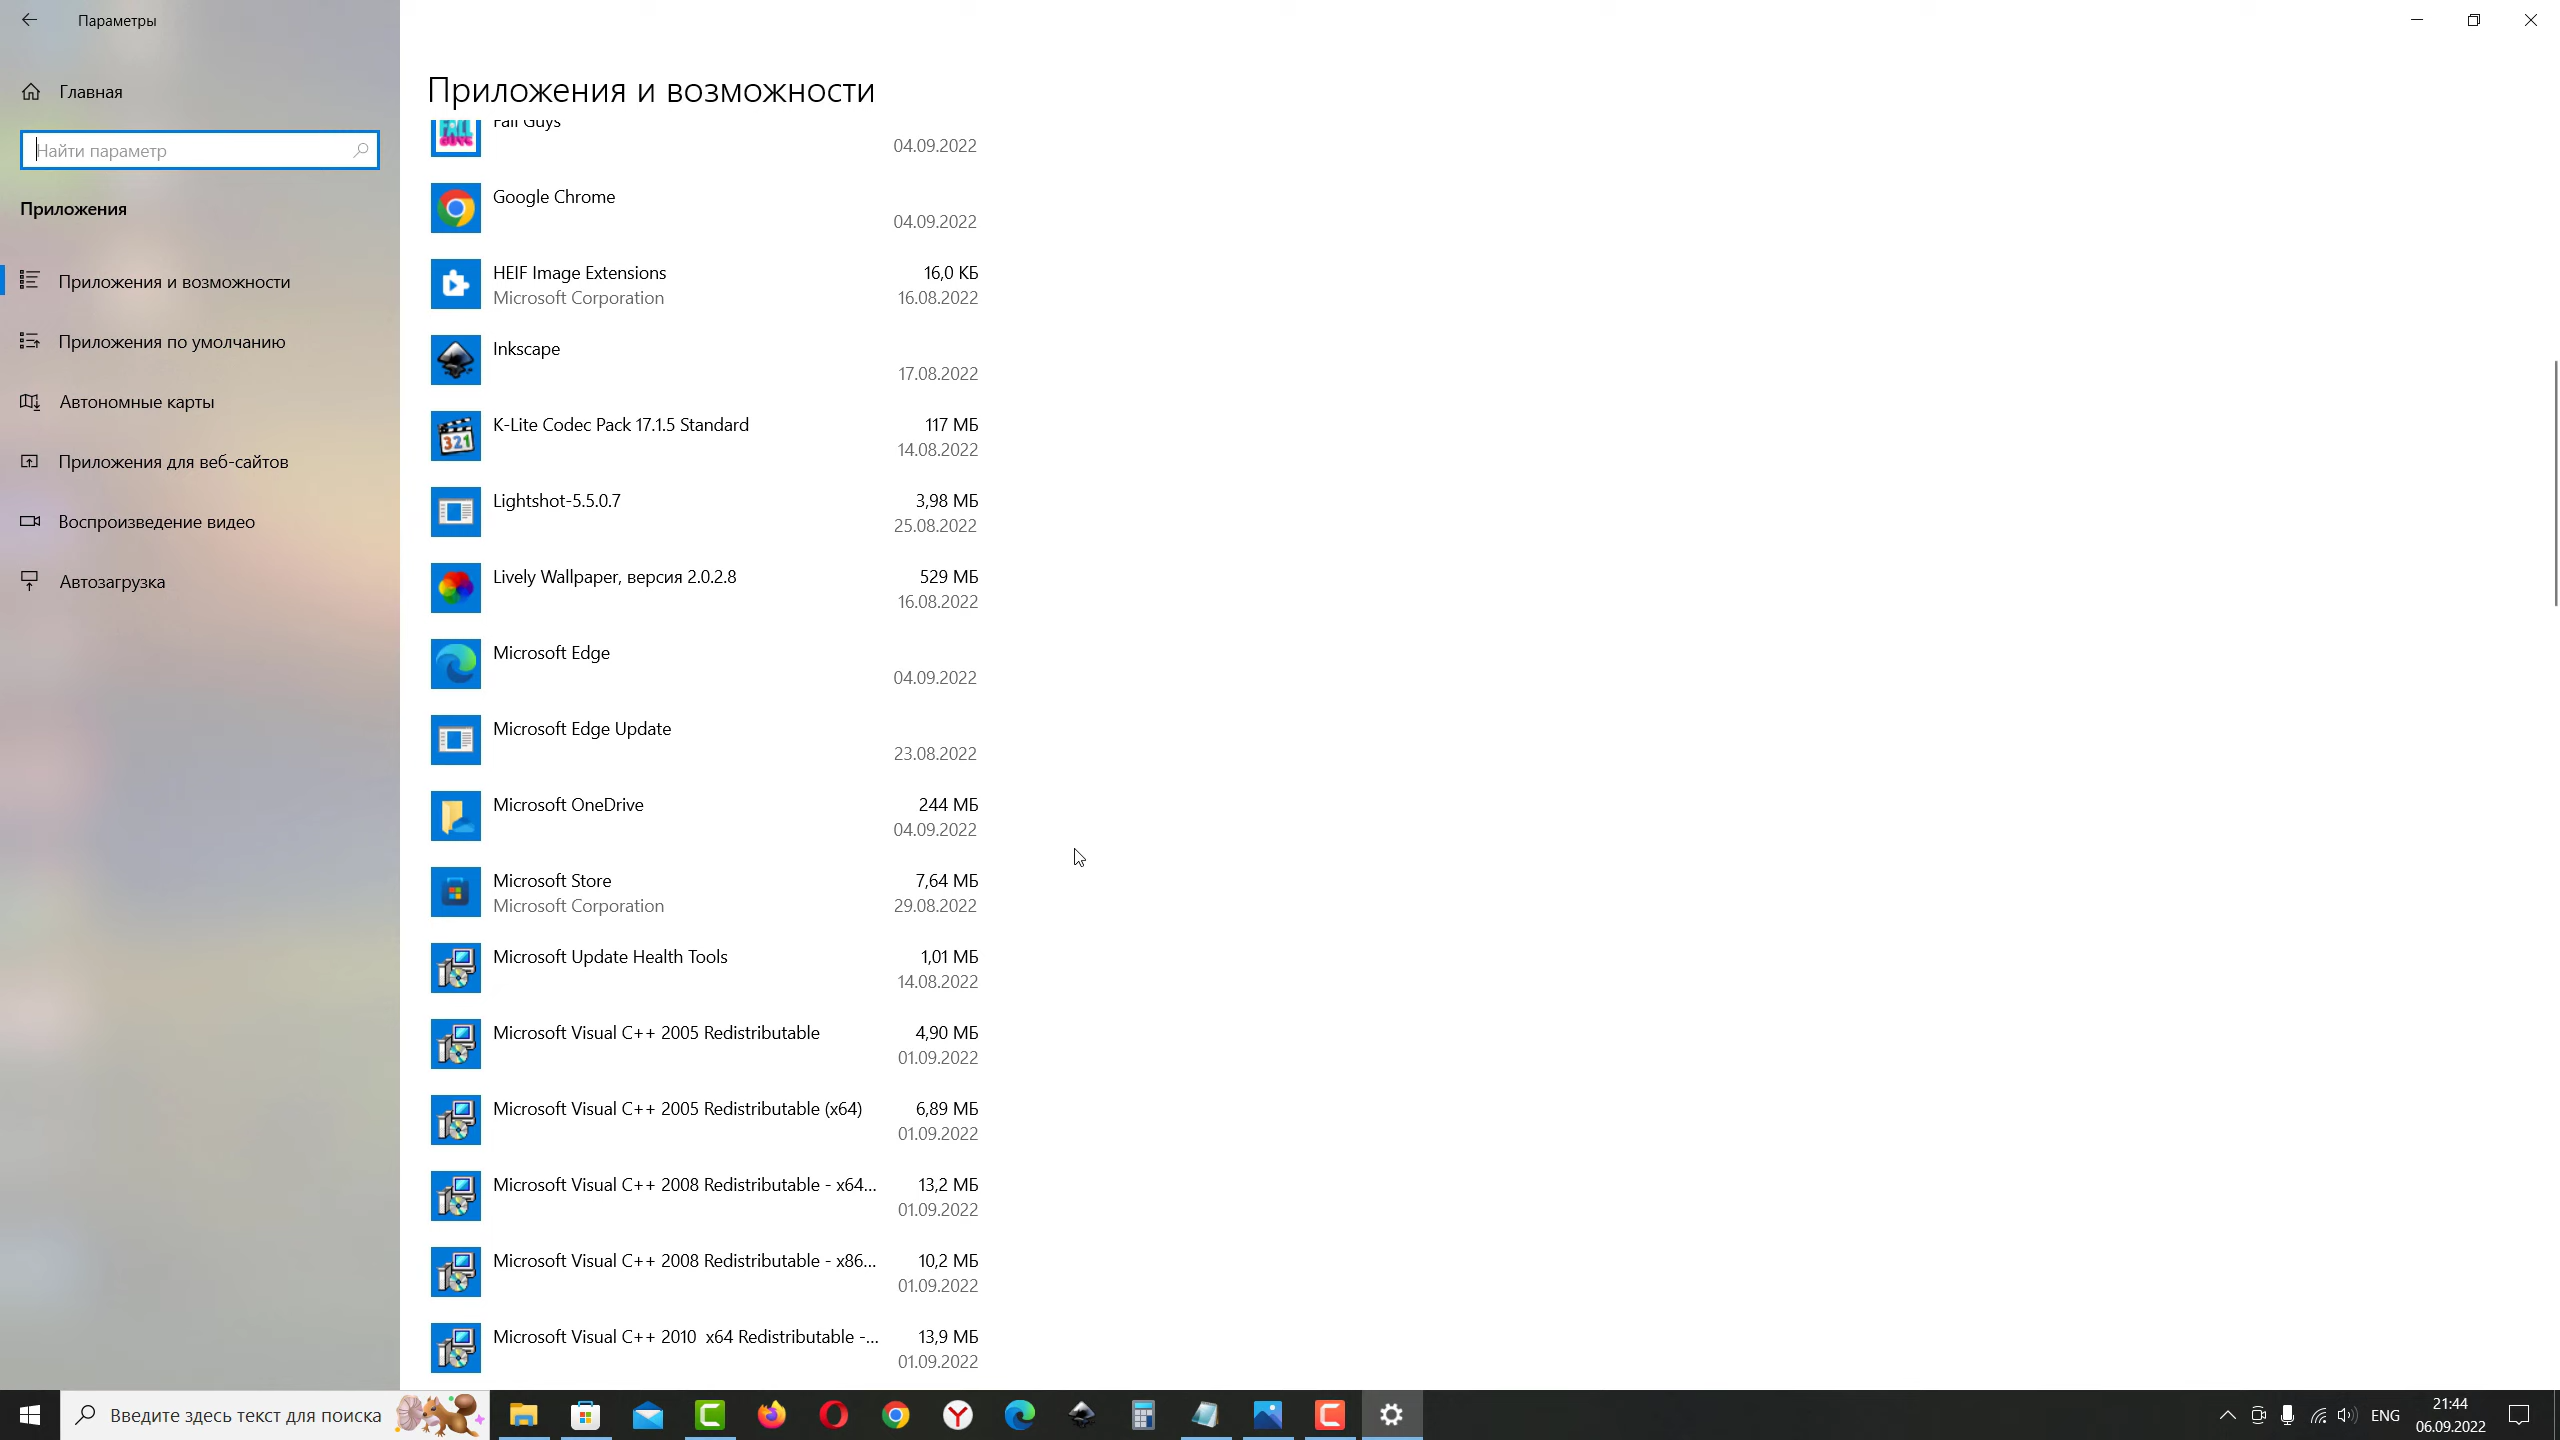 Параметры
Главная
Найти параметр
Приложения
Приложения и возможности
Приложения по умолчанию
Автономные карты
Приложения для веб-сайтов
Воспроизведение видео
Автозагрузка
Приложения и возможности
Fall Guys
04.09.2022
Google Chrome
04.09.2022
HEIF Image Extensions 16,0 КБ
Microsoft Corporation 16.08.2022
Inkscape
17.08.2022
K-Lite Codec Pack 17.1.5 Standard 117 МБ
14.08.2022
Lightshot-5.5.0.7 3,98 МБ
25.08.2022
Lively Wallpaper, версия 2.0.2.8 529 МБ
16.08.2022
Microsoft Edge
04.09.2022
Microsoft Edge Update
23.08.2022
Microsoft OneDrive 244 МБ
04.09.2022
Microsoft Store 7,64 МБ
Microsoft Corporation 29.08.2022
Microsoft Update Health Tools 1,01 МБ
14.08.2022
Microsoft Visual C++ 2005 Redistributable 4,90 МБ
01.09.2022
Microsoft Visual C++ 2005 Redistributable (x64) 6,89 МБ
01.09.2022
Microsoft Visual C++ 2008 Redistributable - x64... 13,2 МБ
01.09.2022
Microsoft Visual C++ 2008 Redistributable - x86... 10,2 МБ
01.09.2022
Microsoft Visual C++ 2010  x64 Redistributable -... 13,9 МБ
01.09.2022
Введите здесь текст для поиска
ENG
21:44
06.09.2022